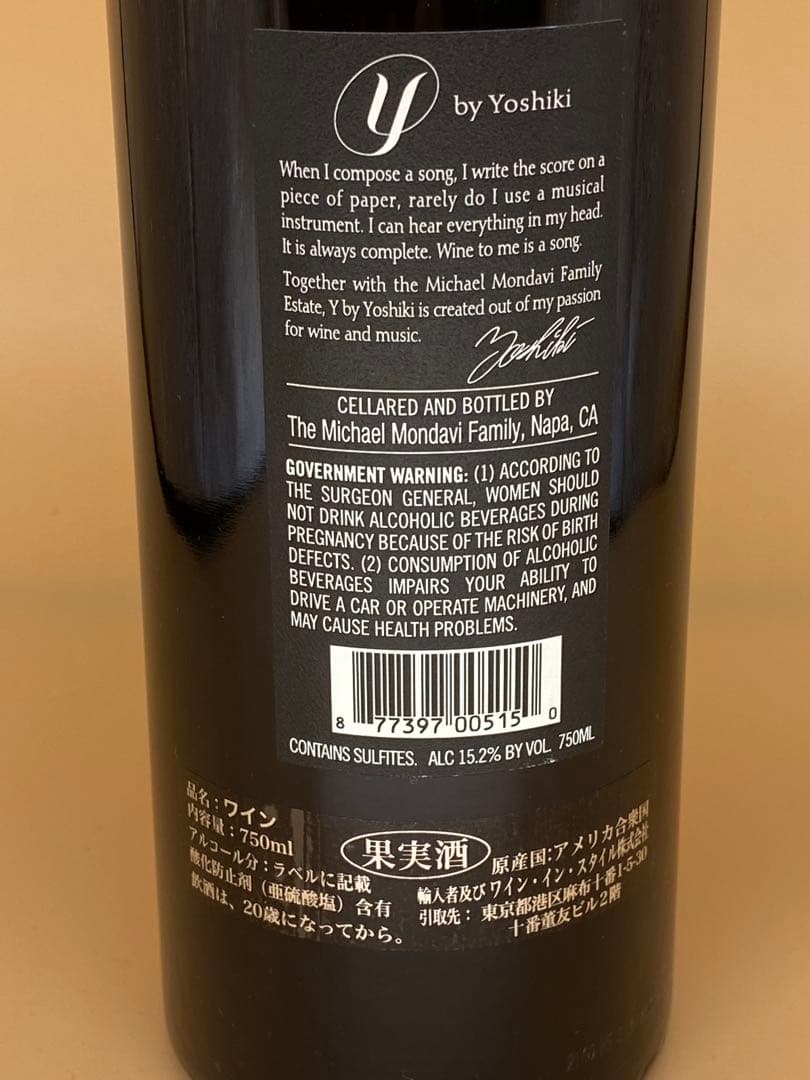 y by Yoshiki
When I compose a song, I write the score on a
piece of paper, rarely do I use a musical
instrument. I can hear everything in my head.
It is always complete. Wine to me is a song.
Together with the Michael Mondavi Family
Estate, Y by Yoshiki is created out of my passion
for wine and music.
Yoshiki
CELLARED AND BOTTLED BY
The Michael Mondavi Family, Napa, CA
GOVERNMENT WARNING: (1) ACCORDING TO
THE SURGEON GENERAL, WOMEN SHOULD
NOT DRINK ALCOHOLIC BEVERAGES DURING
PREGNANCY BECAUSE OF THE RISK OF BIRTH
DEFECTS. (2) CONSUMPTION OF ALCOHOLIC
BEVERAGES IMPAIRS YOUR ABILITY TO
DRIVE A CAR OR OPERATE MACHINERY, AND
MAY CAUSE HEALTH PROBLEMS.
8 77397 00515 0
CONTAINS SULFITES. ALC 15.2% BY VOL. 750ML
品名：ワイン
内容量：750ml
アルコール分：ラベルに記載
酸化防止剤（亜硫酸塩）含有
飲酒は、20歳になってから。
果実酒
原産国：アメリカ合衆国
輸入者及び ワイン・イン・スタイル株式会社
引取先： 東京都港区麻布十番1-5-30
十番董友ビル2階